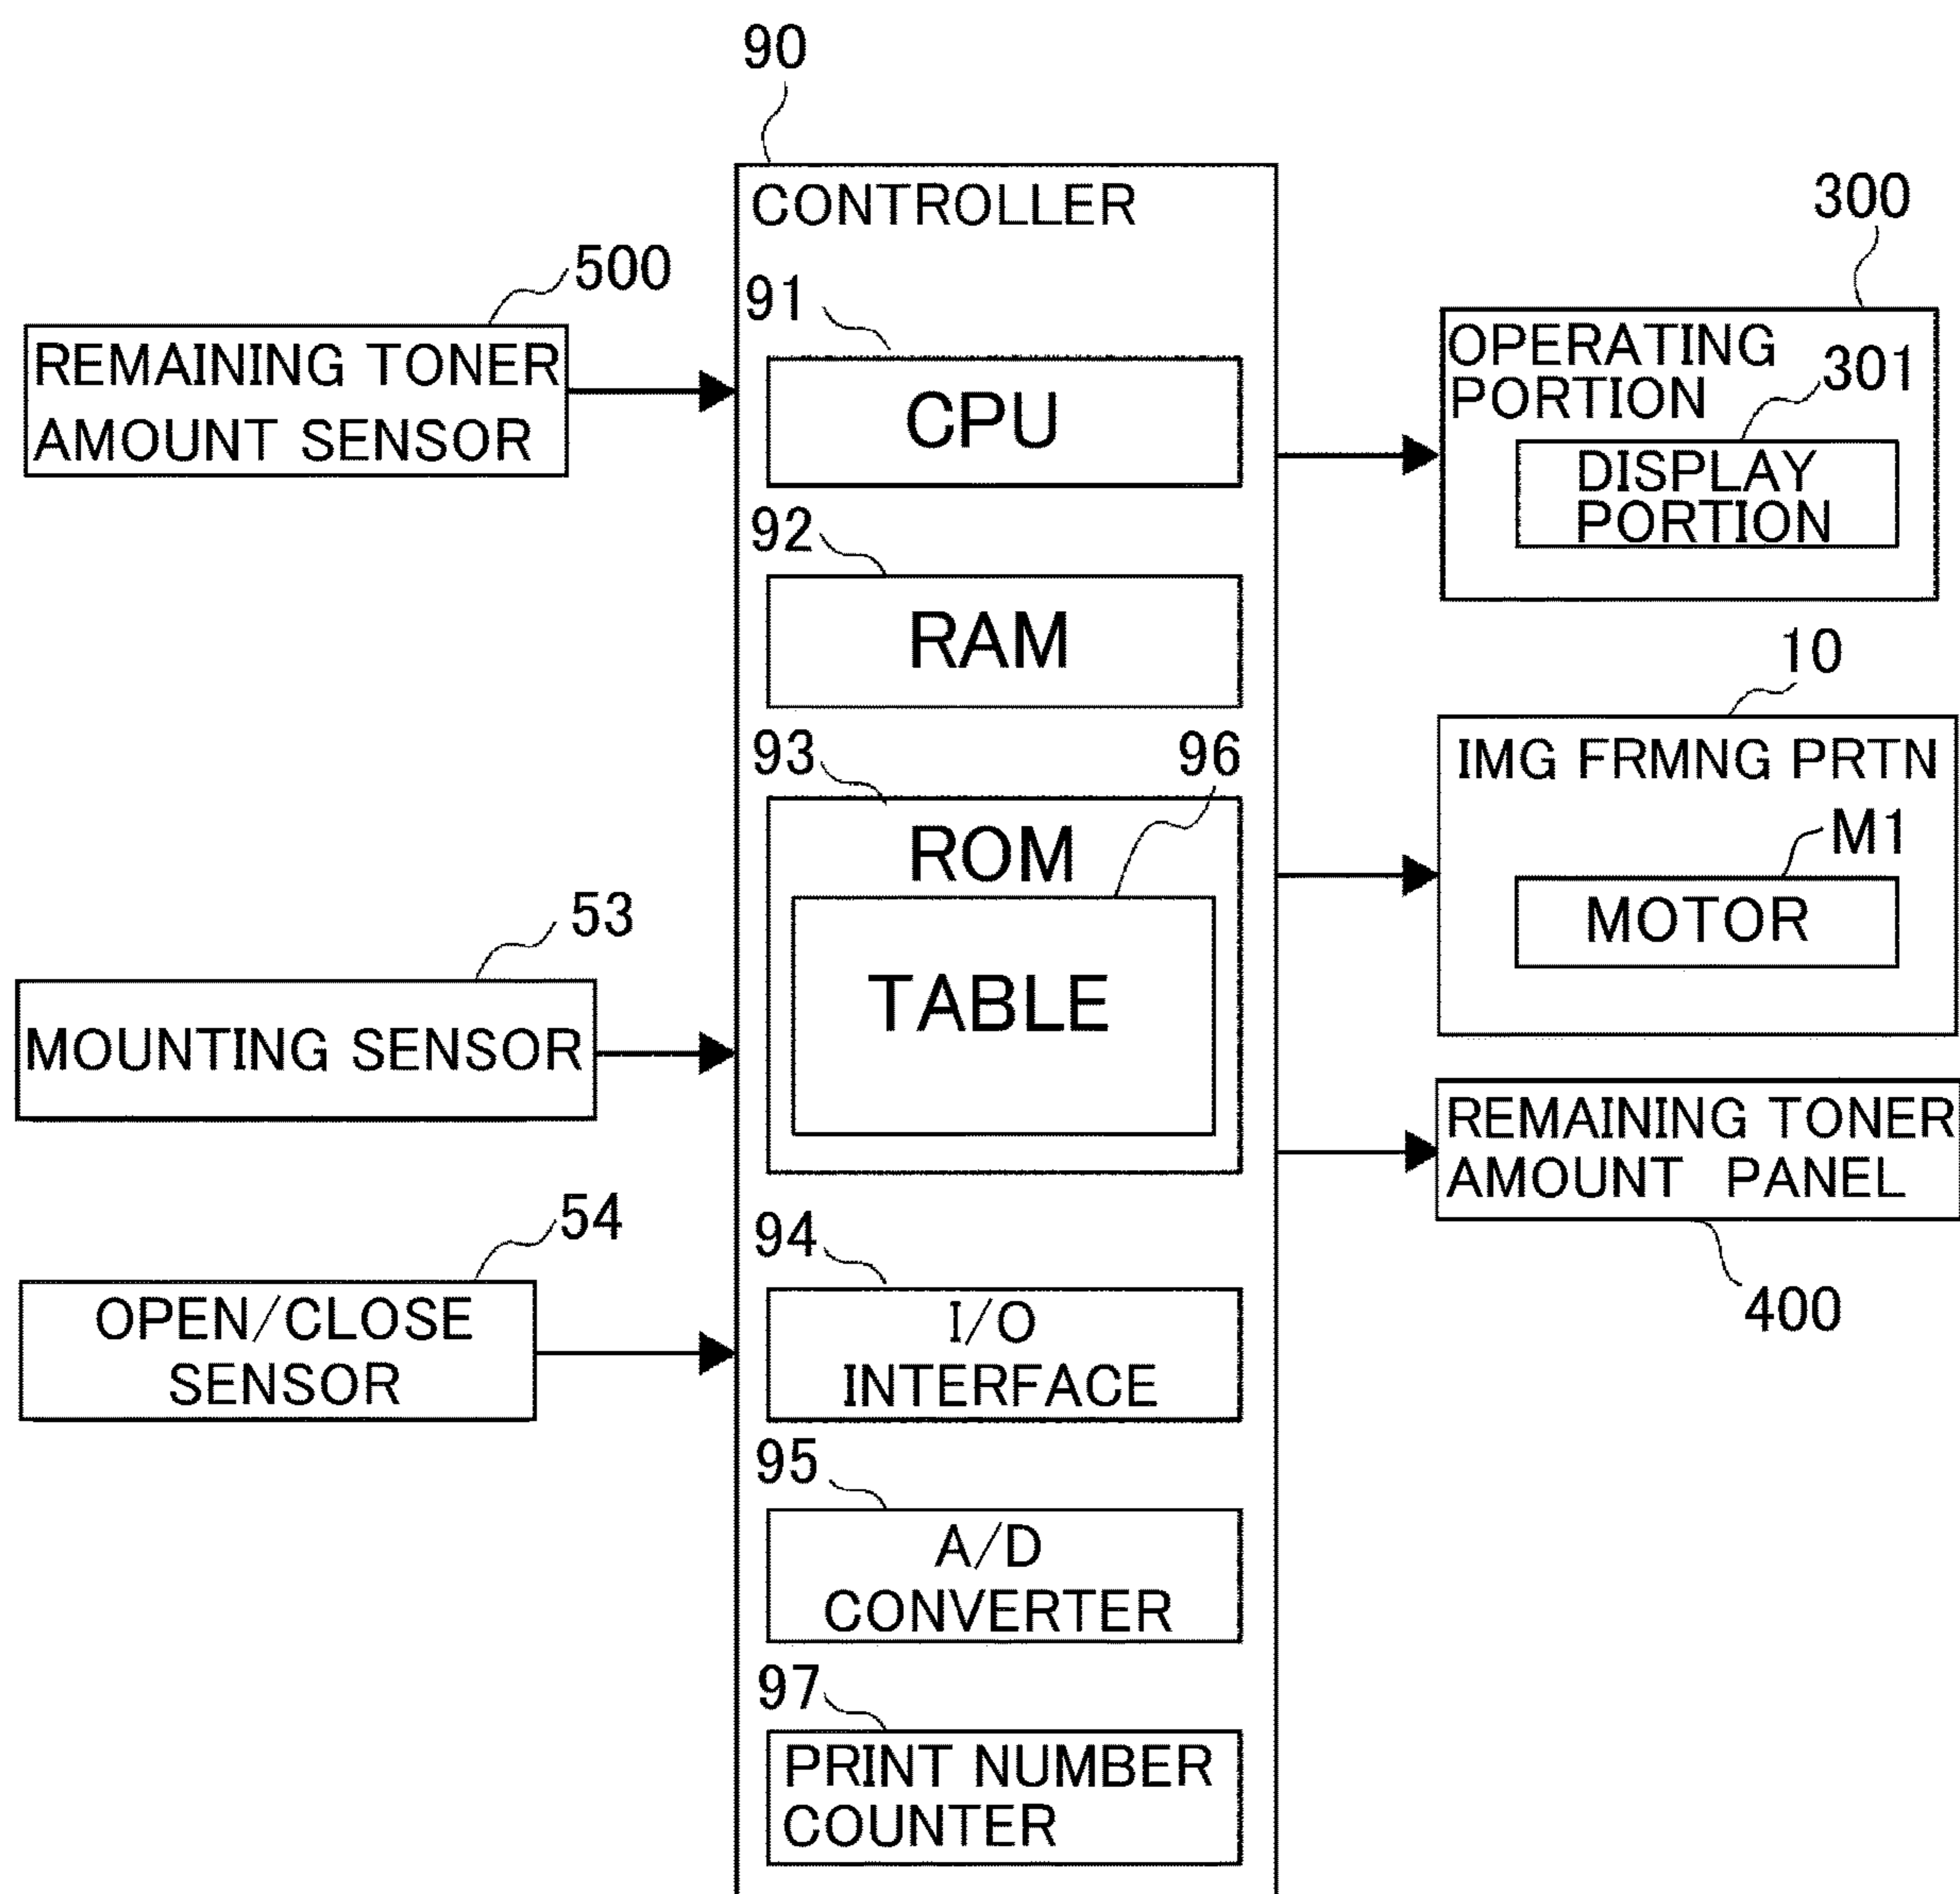 90
CONTROLLER
500
REMAINING TONER
AMOUNT SENSOR
53
MOUNTING SENSOR
54
OPEN/CLOSE
SENSOR
91
CPU
92
RAM
93
96
ROM
TABLE
94
I/O
INTERFACE
95
A/D
CONVERTER
97
PRINT NUMBER
COUNTER
300
OPERATING
PORTION
301
DISPLAY
PORTION
10
IMG FRMNG PRTN
M1
MOTOR
REMAINING TONER
AMOUNT PANEL
400